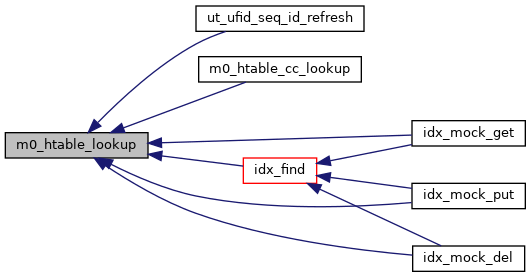 ut_ufid_seq_id_refresh
m0_htable_cc_lookup
m0_htable_lookup
idx_mock_get
idx_find
idx_mock_put
idx_mock_del